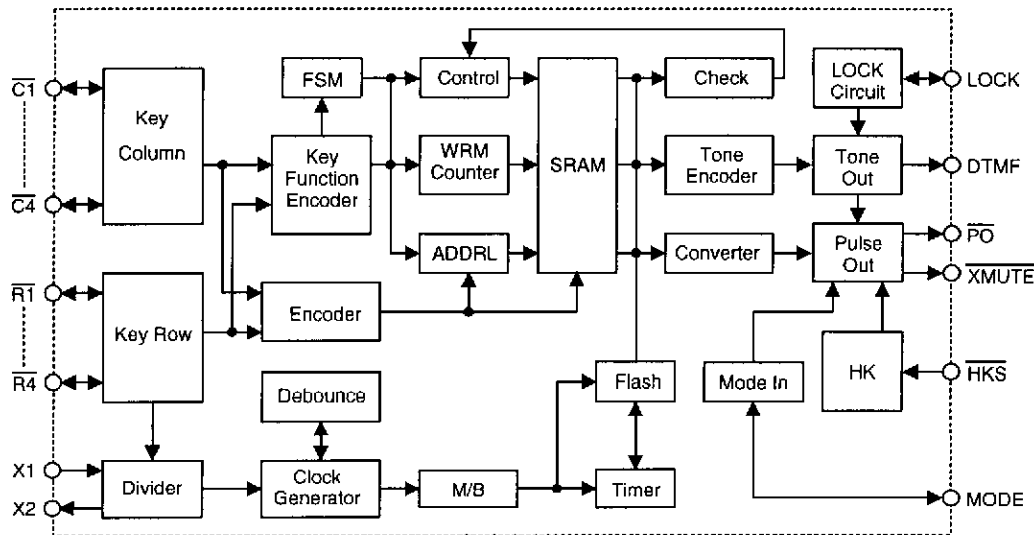 C1
C4
R1
R4
X1
X2
Key
Column
Key Row
Divider
FSM
Key
Function
Encoder
Encoder
Debounce
Clock
Generator
Control
WRM
Counter
ADDRL
M/B
SRAM
Check
Tone
Encoder
Converter
Flash
Timer
LOCK
Circuit
Tone
Out
Pulse
Out
Mode In
HK
LOCK
DTMF
PO
XMUTE
HKS
MODE